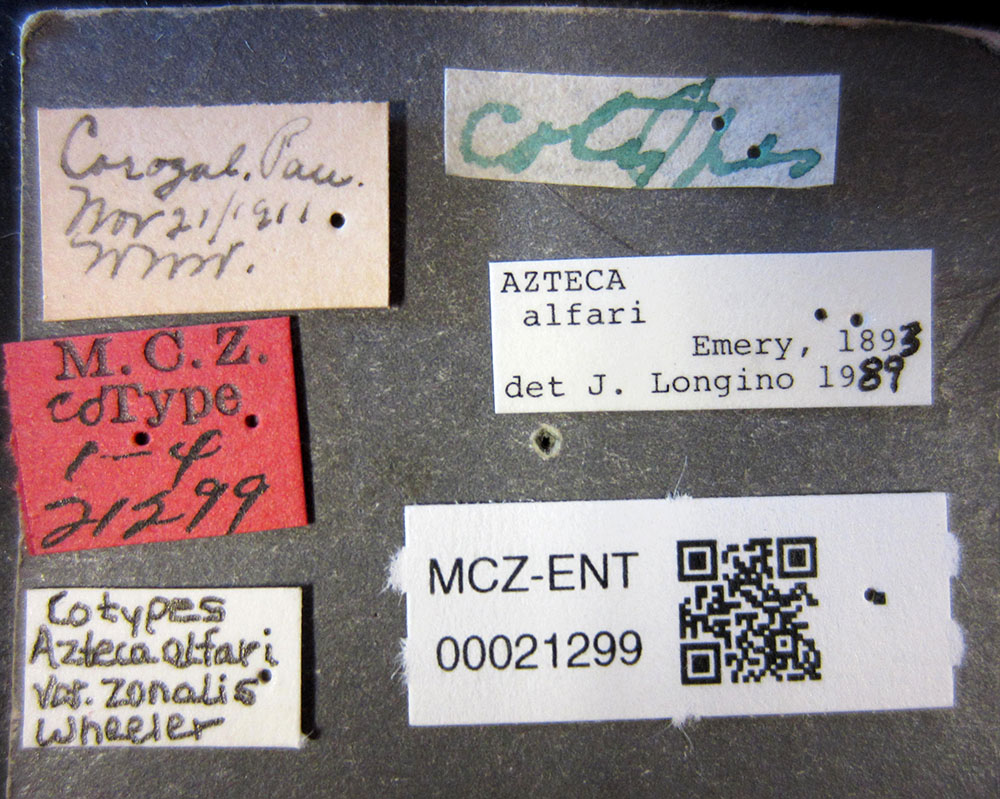 Corozal, Pan.
Nov 21/1911
WMW.
Cotypes
AZTECA
alfari
Emery, 1893
det J. Longino 1989
M.C.Z.
coType
1-4
21299
Cotypes
Azteca alfari
var. zonalis
Wheeler
MCZ-ENT
00021299